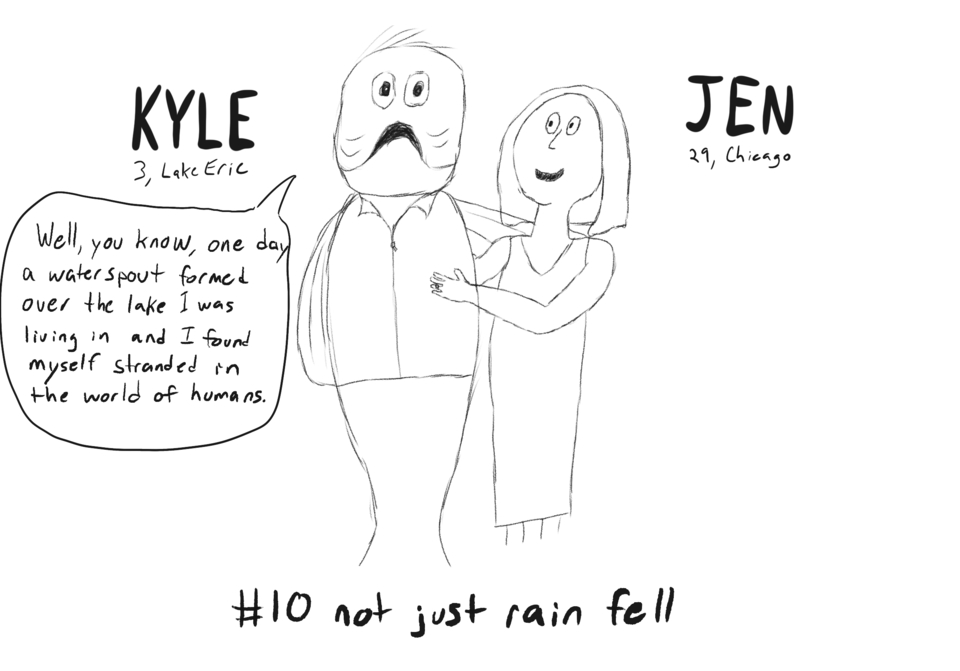 KYLE
3, Lake Erie
JEN
29, Chicago
Well, you know, one day
a waterspout formed
over the lake I was
living in and I found
myself stranded in
the world of humans.
#10 not just rain fell